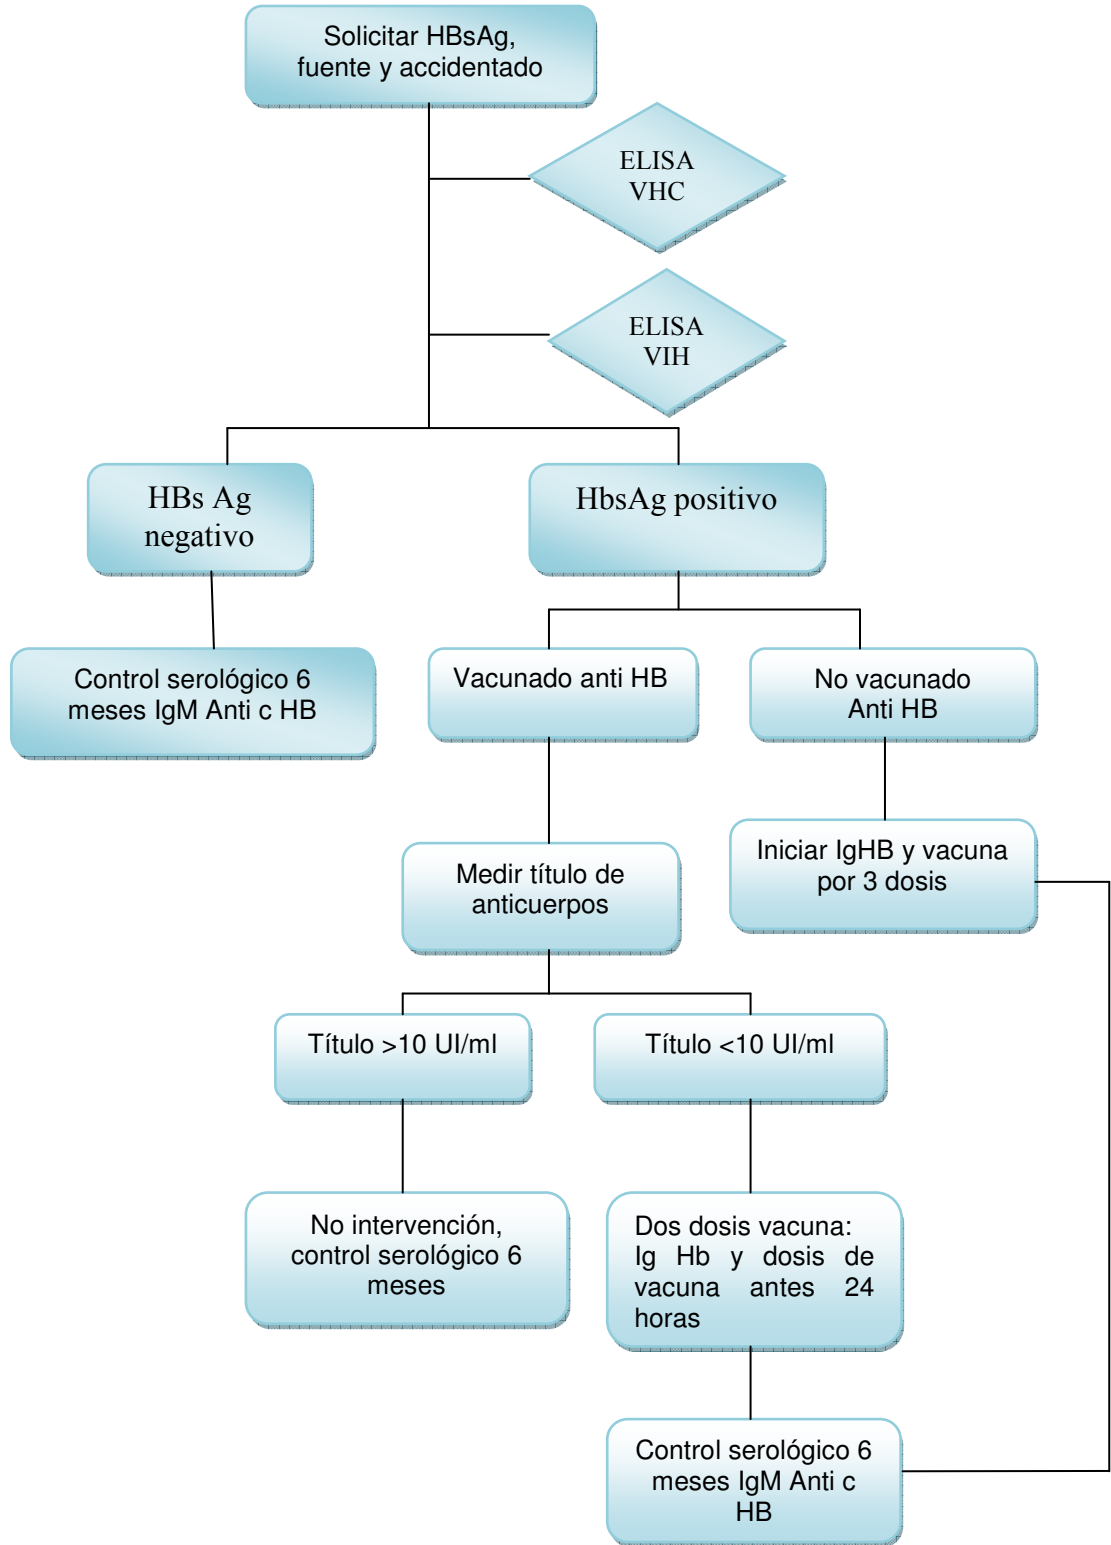 Solicitar HBsAg,
fuente y accidentado
ELISA
VHC
ELISA
VIH
HBs Ag
negativo
HbsAg positivo
Control serológico 6
meses IgM Anti c HB
Vacunado anti HB
No vacunado
Anti HB
Medir título de
anticuerpos
Iniciar IgHB y vacuna
por 3 dosis
Título >10 UI/ml
Título <10 UI/ml
No intervención,
control serológico 6
meses
Dos dosis vacuna:
Ig Hb y dosis de
vacuna antes 24
horas
Control serológico 6
meses IgM Anti c
HB